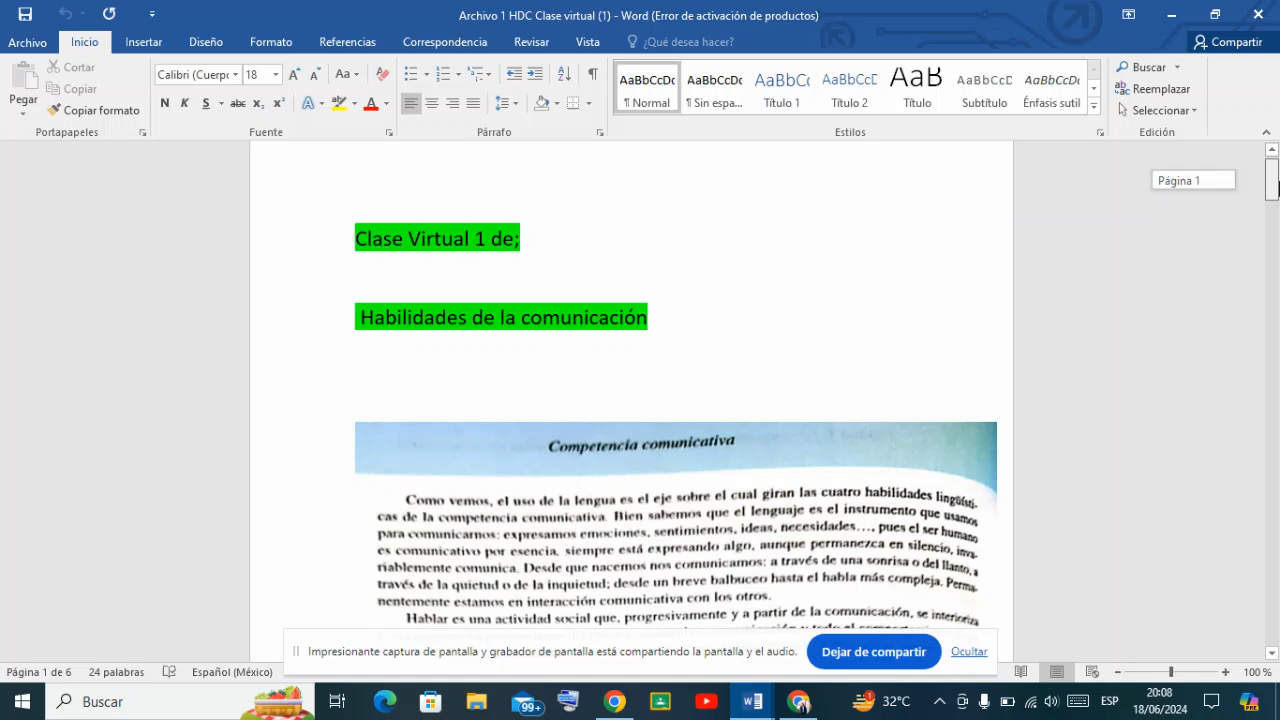 Archivo 1 HDC Clase virtual (1) - Word (Error de activación de productos)
Archivo Inicio Insertar Diseño Formato Referencias Correspondencia Revisar Vista ¿Qué desea hacer? Compartir
Pegar
Cortar
Copiar
Copiar formato
Portapapeles
Calibri (Cuerpo 18
Aa
N K S abc x₂ x²
Fuente
Párrafo
AaBbCcDc AaBbCcDc AaBbCcDc AaBbCcD AaB AaBbCcD AaBbCcDc
¶ Normal ¶ Sin espa... Título 1 Título 2 Título Subtítulo Énfasis sutil
Estilos
Buscar
Reemplazar
Seleccionar
Edición
Página 1
Clase Virtual 1 de;
Habilidades de la comunicación
Competencia comunicativa
Como vemos, el uso de la lengua es el eje sobre el cual giran las cuatro habilidades lingüísti-
cas de la competencia comunicativa. Bien sabemos que el lenguaje es el instrumento que usamos
para comunicarnos: expresamos emociones, sentimientos, ideas, necesidades..., pues el ser humano
es comunicativo por esencia, siempre está expresando algo, aunque permanezca en silencio, inva-
riablemente comunica. Desde que nacemos nos comunicamos: a través de una sonrisa o del llanto, a
través de la quietud o de la inquietud; desde un breve balbuceo hasta el habla más compleja. Perma-
nentemente estamos en interacción comunicativa con los otros.
Hablar es una actividad social que, progresivamente y a partir de la comunicación, se interioriza
Impresionante captura de pantalla y grabador de pantalla está compartiendo la pantalla y el audio. Dejar de compartir Ocultar
Página 1 de 6 24 palabras Español (México) 100 %
Buscar 99+ 1 32°C ESP 20:08
18/06/2024
PRE